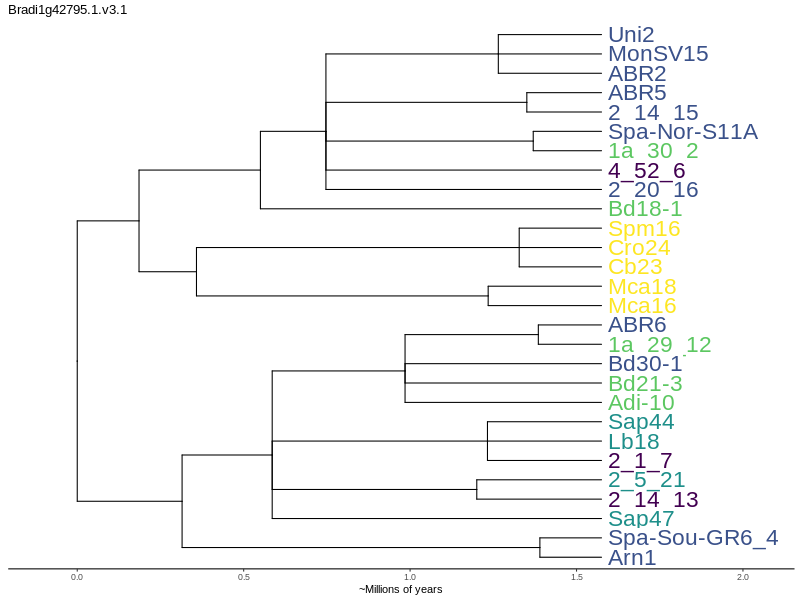 Bradi1g42795.1.v3.1
Uni2
MonSV15
ABR2
ABR5
2_14_15
Spa-Nor-S11A
1a_30_2
4_52_6
2_20_16
Bd18-1
Spm16
Cro24
Cb23
Mca18
Mca16
ABR6
1a_29_12
Bd30-1
Bd21-3
Adi-10
Sap44
Lb18
2_1_7
2_5_21
2_14_13
Sap47
Spa-Sou-GR6_4
Arn1
0.0 0.5 1.0 1.5 2.0
~Millions of years